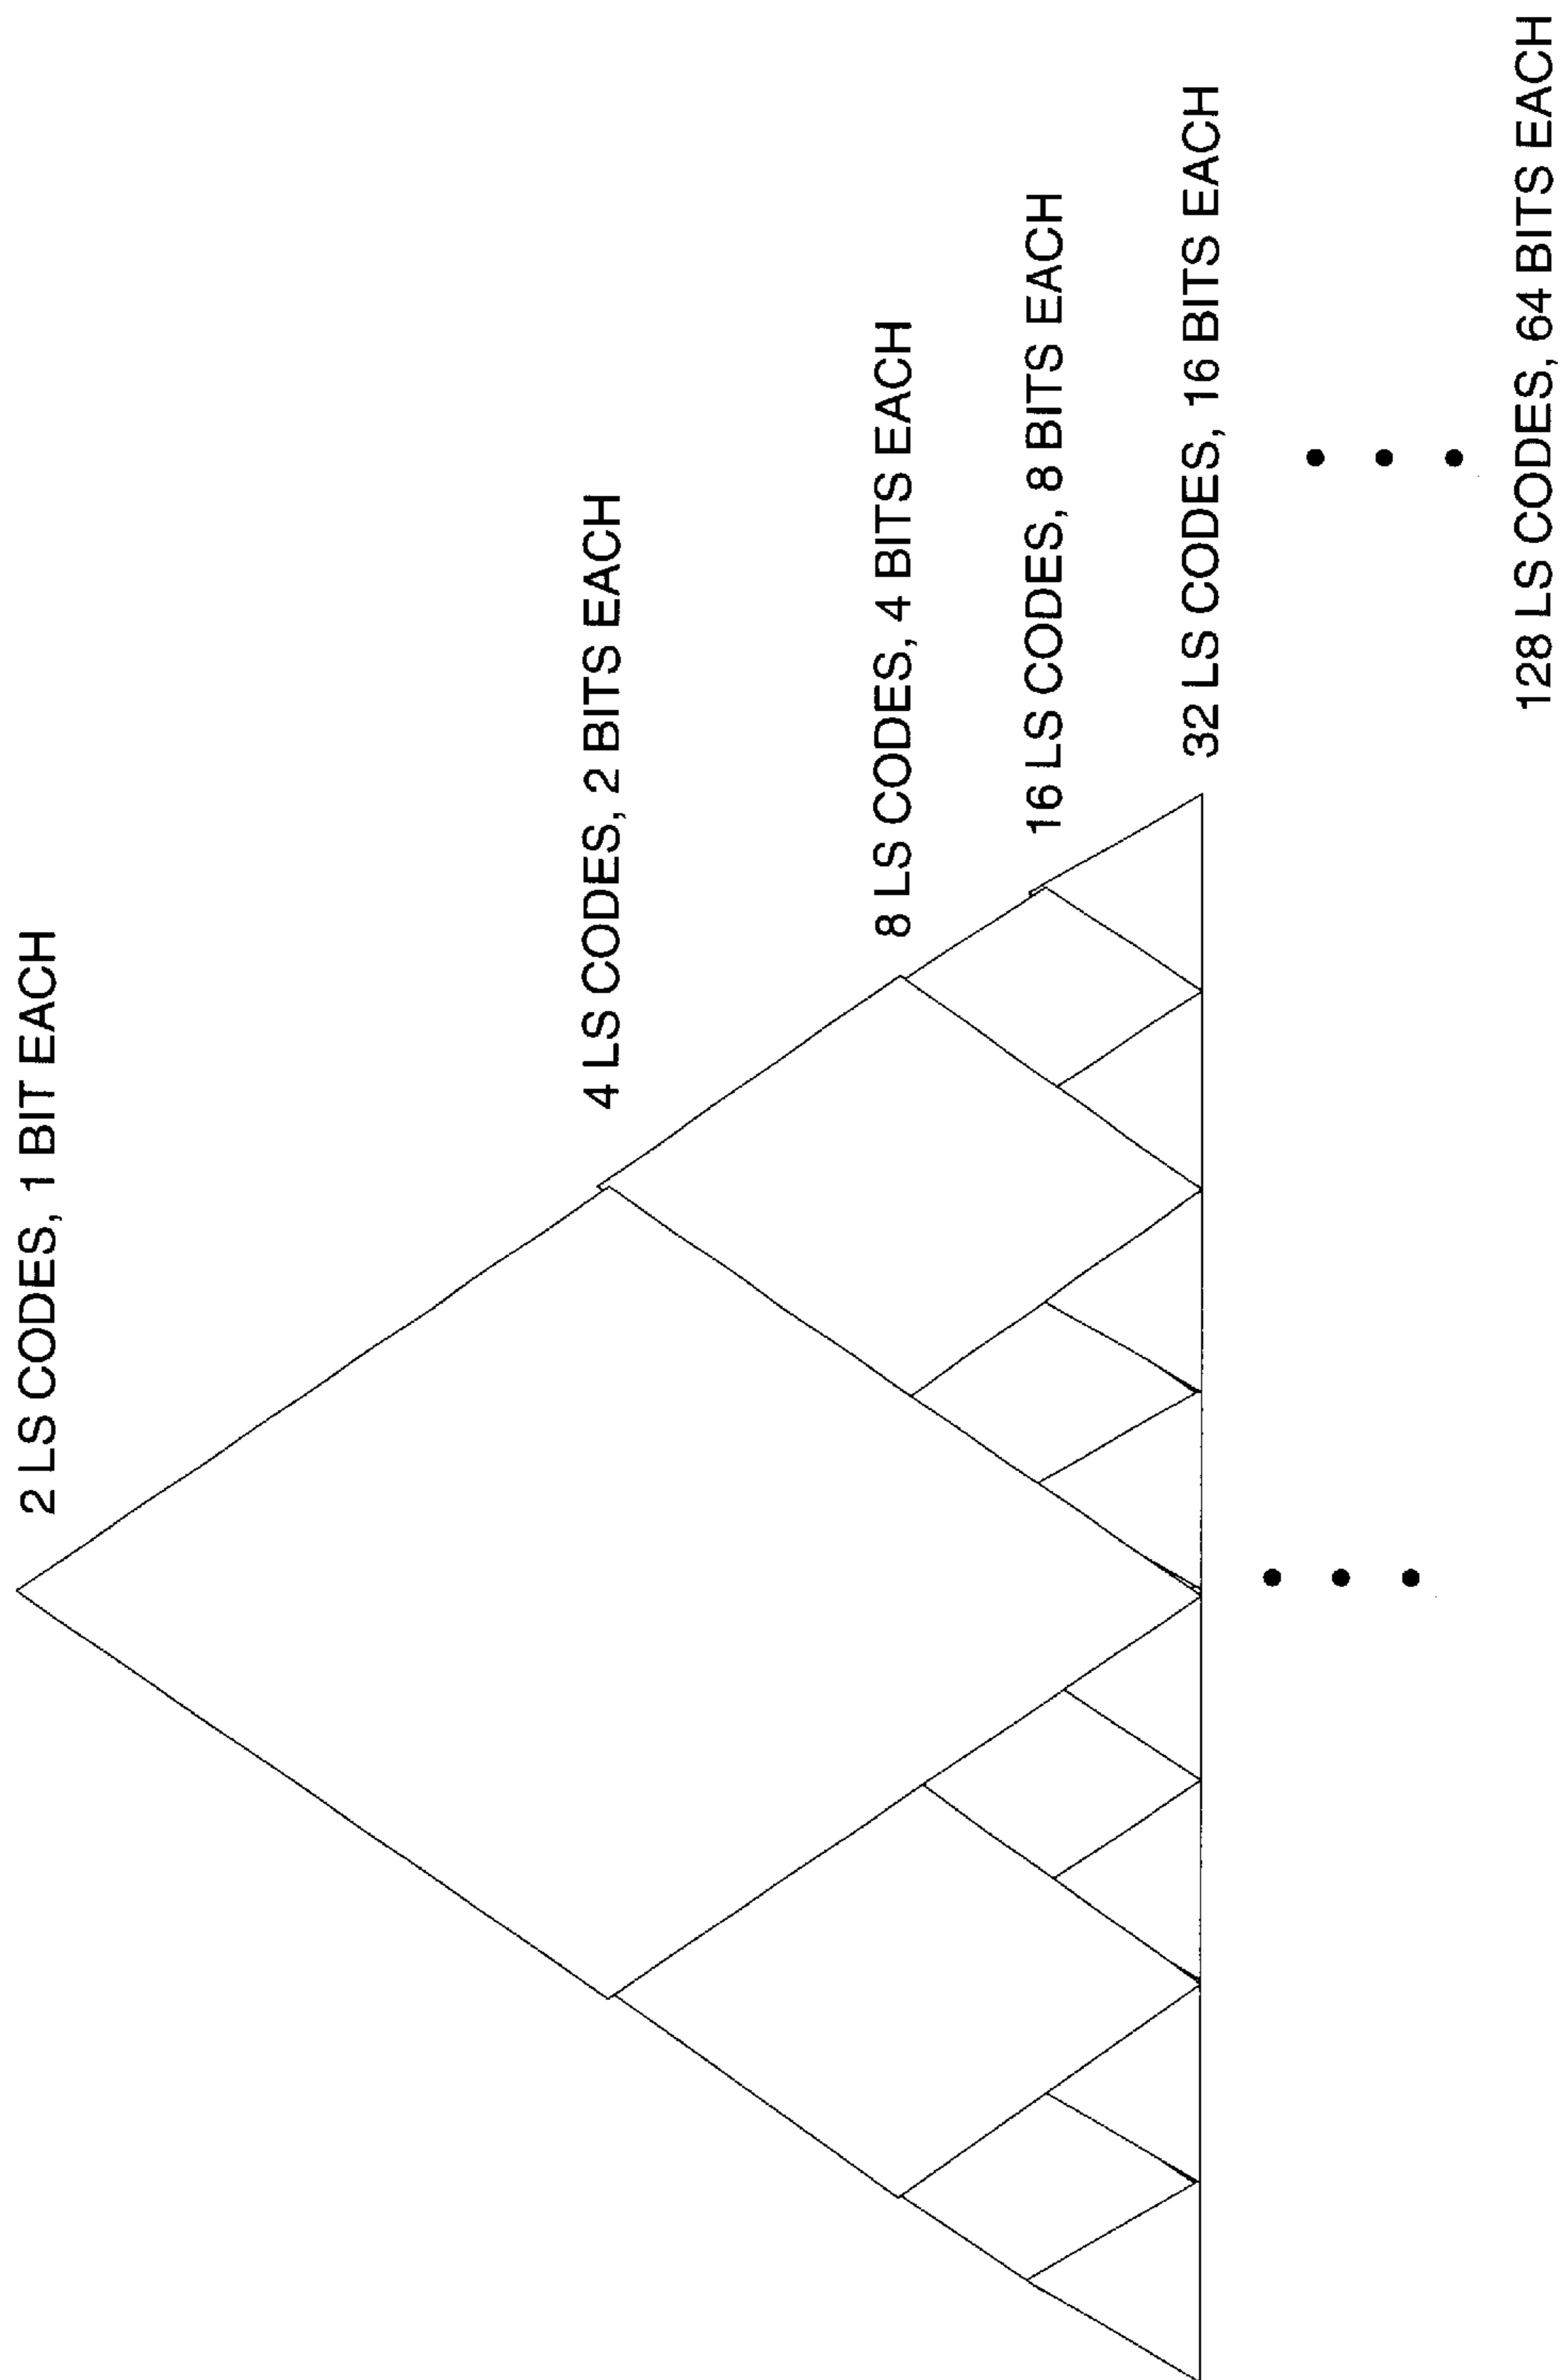 2 LS CODES, 1 BIT EACH
4 LS CODES, 2 BITS EACH
8 LS CODES, 4 BITS EACH
16 LS CODES, 8 BITS EACH
32 LS CODES, 16 BITS EACH
128 LS CODES, 64 BITS EACH